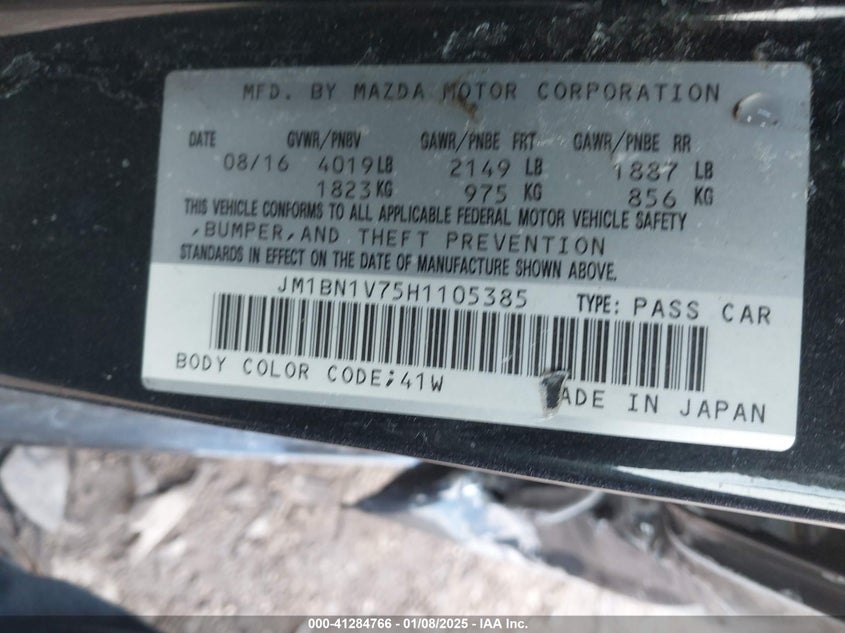 MFD. BY MAZDA MOTOR CORPORATION
DATE GVWR/PNBV GAWR/PNBE FRT GAWR/PNBE RR
08/16 4019LB 2149 LB 1887 LB
1823KG 975 KG 856 KG
THIS VEHICLE CONFORMS TO ALL APPLICABLE FEDERAL MOTOR VEHICLE SAFETY
,BUMPER,AND THEFT PREVENTION
STANDARDS IN EFFECT ON THE DATE OF MANUFACTURE SHOWN ABOVE.
JM1BN1V75H1105385 TYPE: PASS CAR
BODY COLOR CODE;41W
ADE IN JAPAN
000-41284766 — 01/08/2025 — IAA Inc.